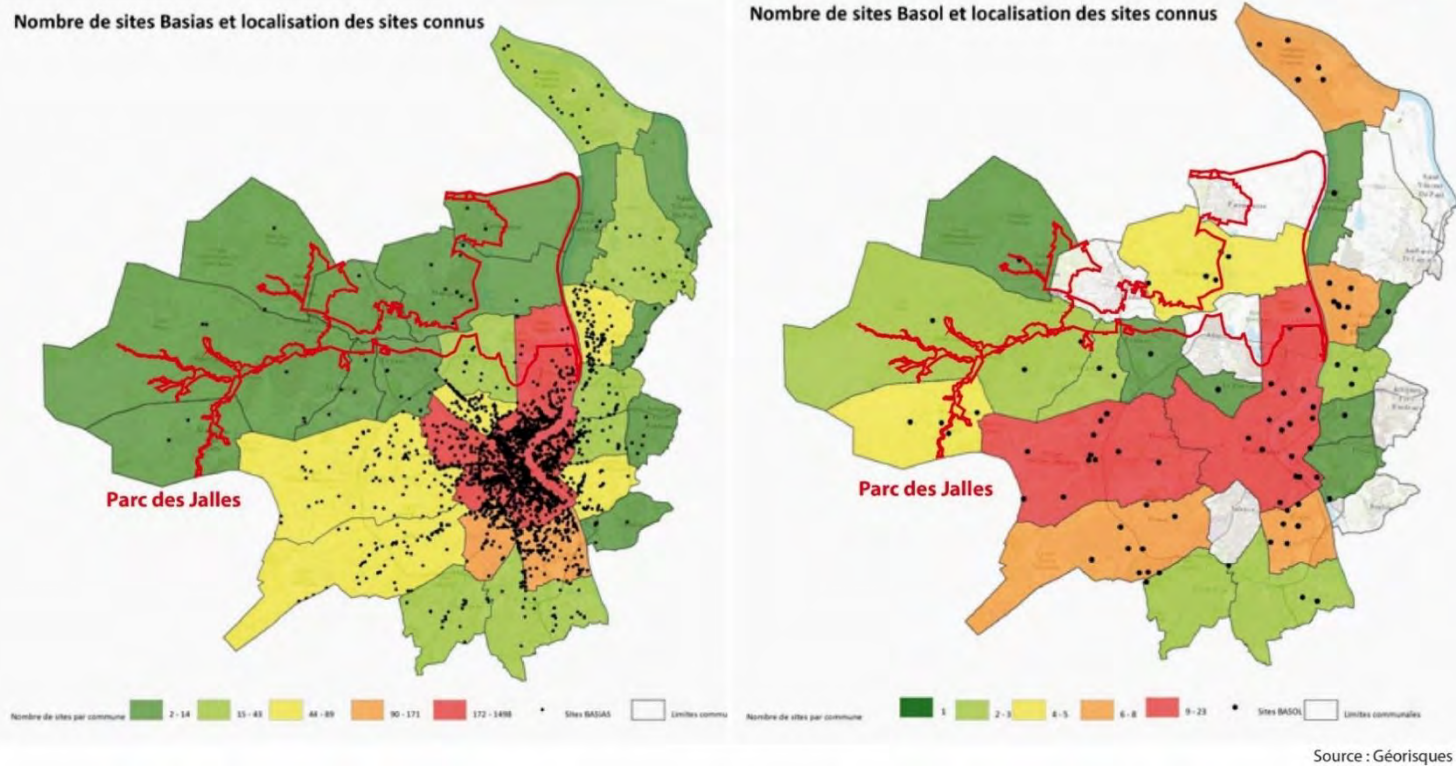 Nombre de sites Basias et localisation des sites connus
Parc des Jalles
Nombre de sites par commune 2 - 14 15 - 43 44 - 89 90 - 171 172 - 1498 Sites BASIAS Limites commu
Nombre de sites Basol et localisation des sites connus
Parc des Jalles
Nombre de sites par commune 1 2 - 3 4 - 5 6 - 8 9 - 23 Sites BASOL Limites communales
Source : Géorisques